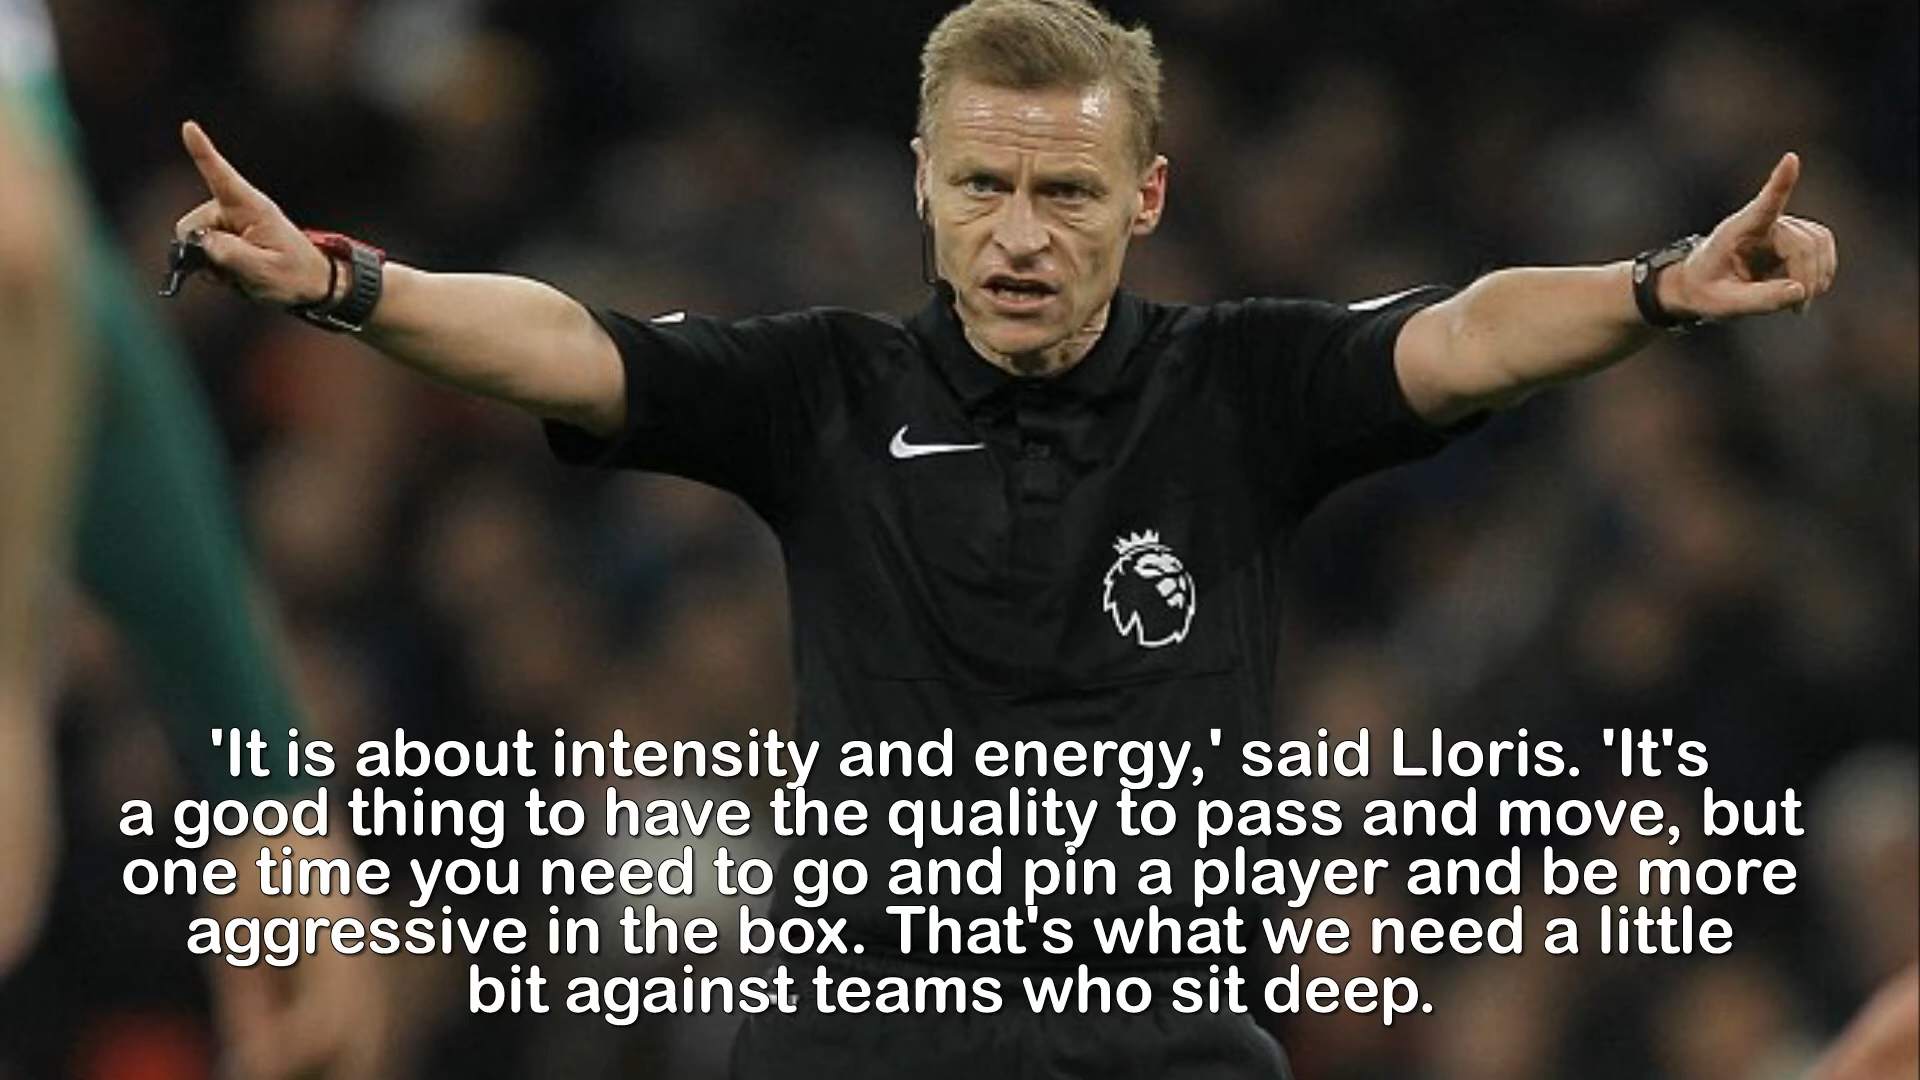 'It is about intensity and energy,' said Lloris. 'It's
a good thing to have the quality to pass and move, but
one time you need to go and pin a player and be more
aggressive in the box. That's what we need a little
bit against teams who sit deep.